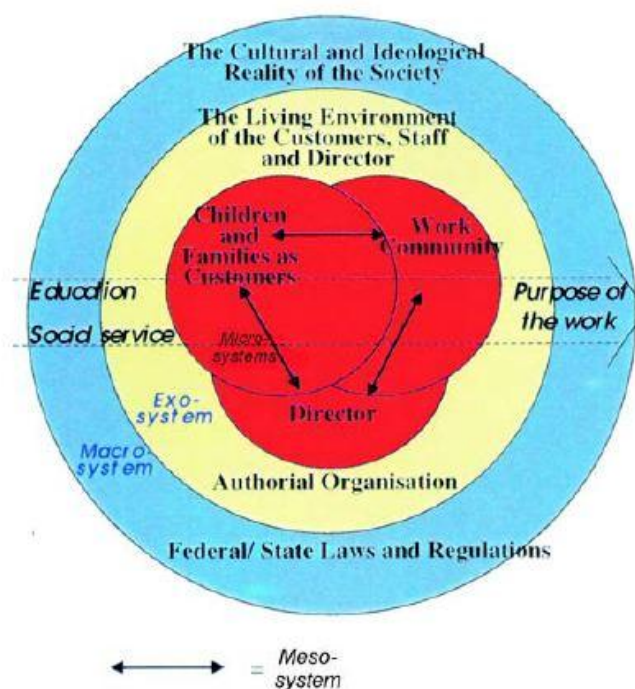 The Cultural and Ideological
Reality of the Society
The Living Environment
of the Customers, Staff
and Director
Children
and
Families as
Customers
Work
Community
Education
Social service
Purpose of
the work
Micro-
systems
Director
Exo-
system
Macro-
system
Authorial Organisation
Federal/ State Laws and Regulations
= Meso-
system